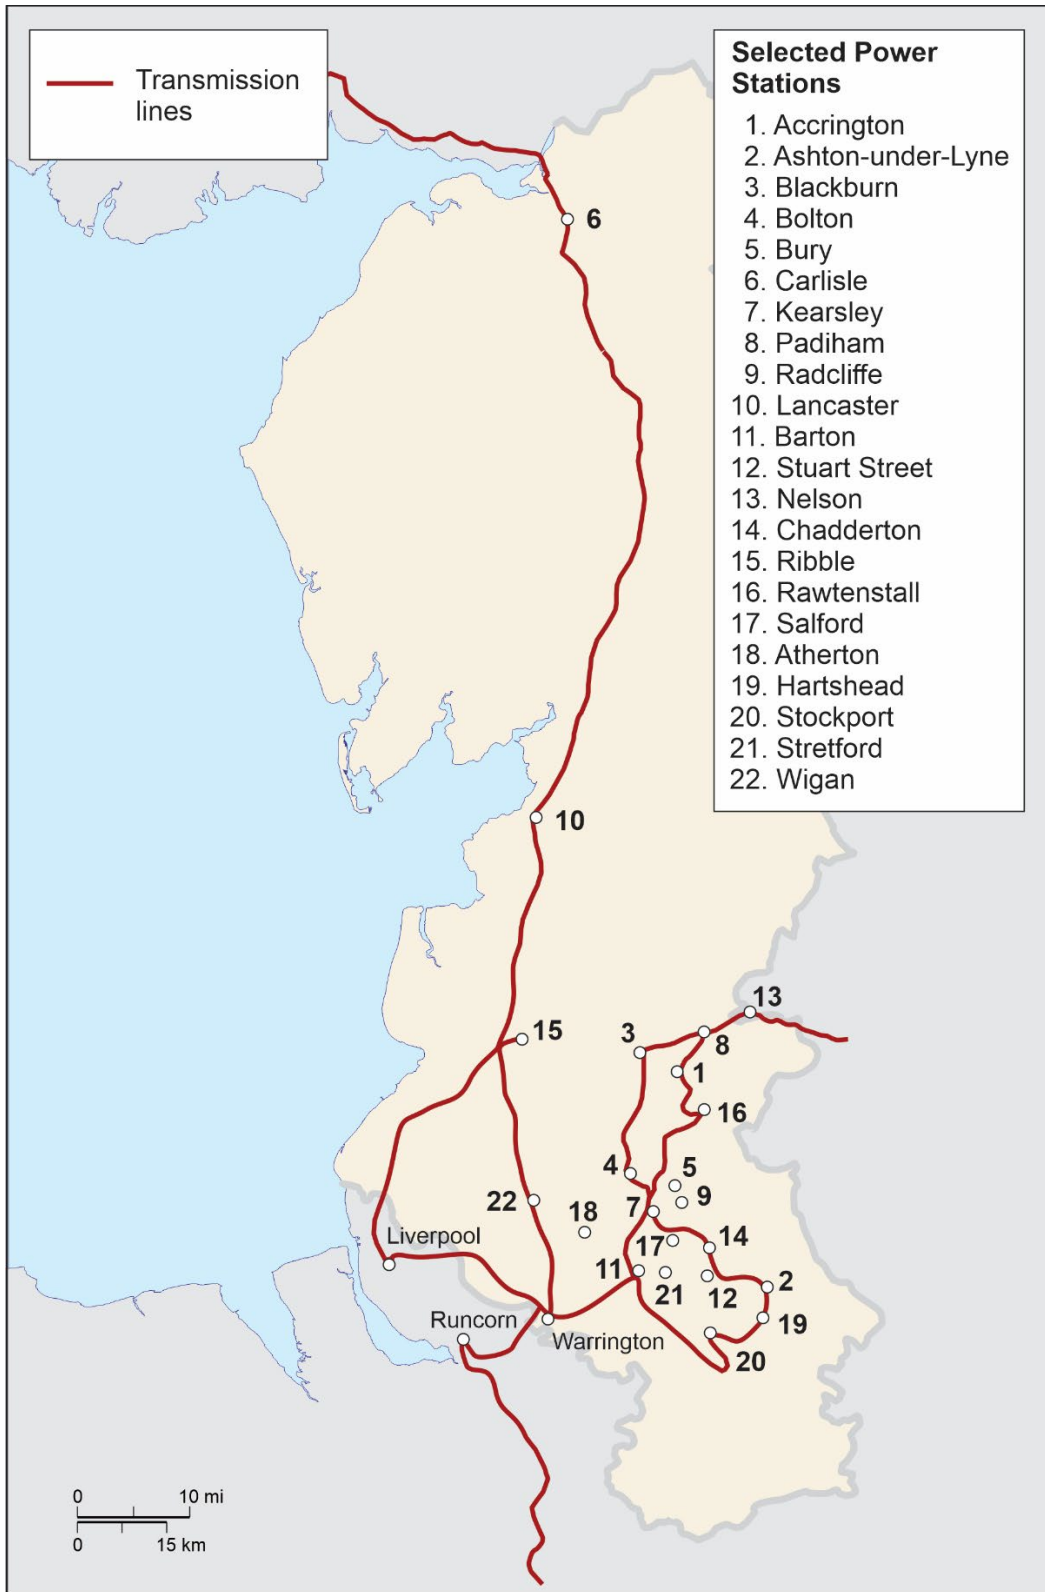 Transmission
lines
Selected Power
Stations
1. Accrington
2. Ashton-under-Lyne
3. Blackburn
4. Bolton
5. Bury
6. Carlisle
7. Kearsley
8. Padiham
9. Radcliffe
10. Lancaster
11. Barton
12. Stuart Street
13. Nelson
14. Chadderton
15. Ribble
16. Rawtenstall
17. Salford
18. Atherton
19. Hartshead
20. Stockport
21. Stretford
22. Wigan
6
10
13
15
3
8
1
16
4
5
9
22
7
18
17
14
Liverpool
11
21
12
2
Runcorn
Warrington
19
20
0 10 mi
0 15 km